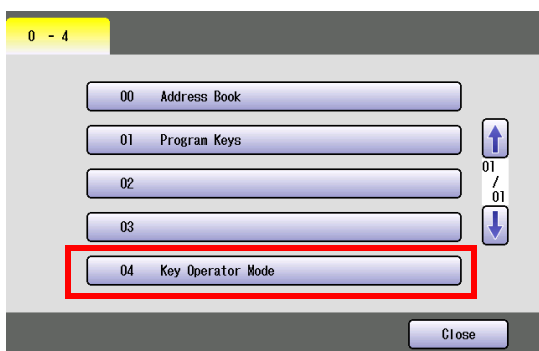 0 - 4
00 Address Book
01 Program Keys
02
03
04 Key Operator Mode
01
/
01
Close